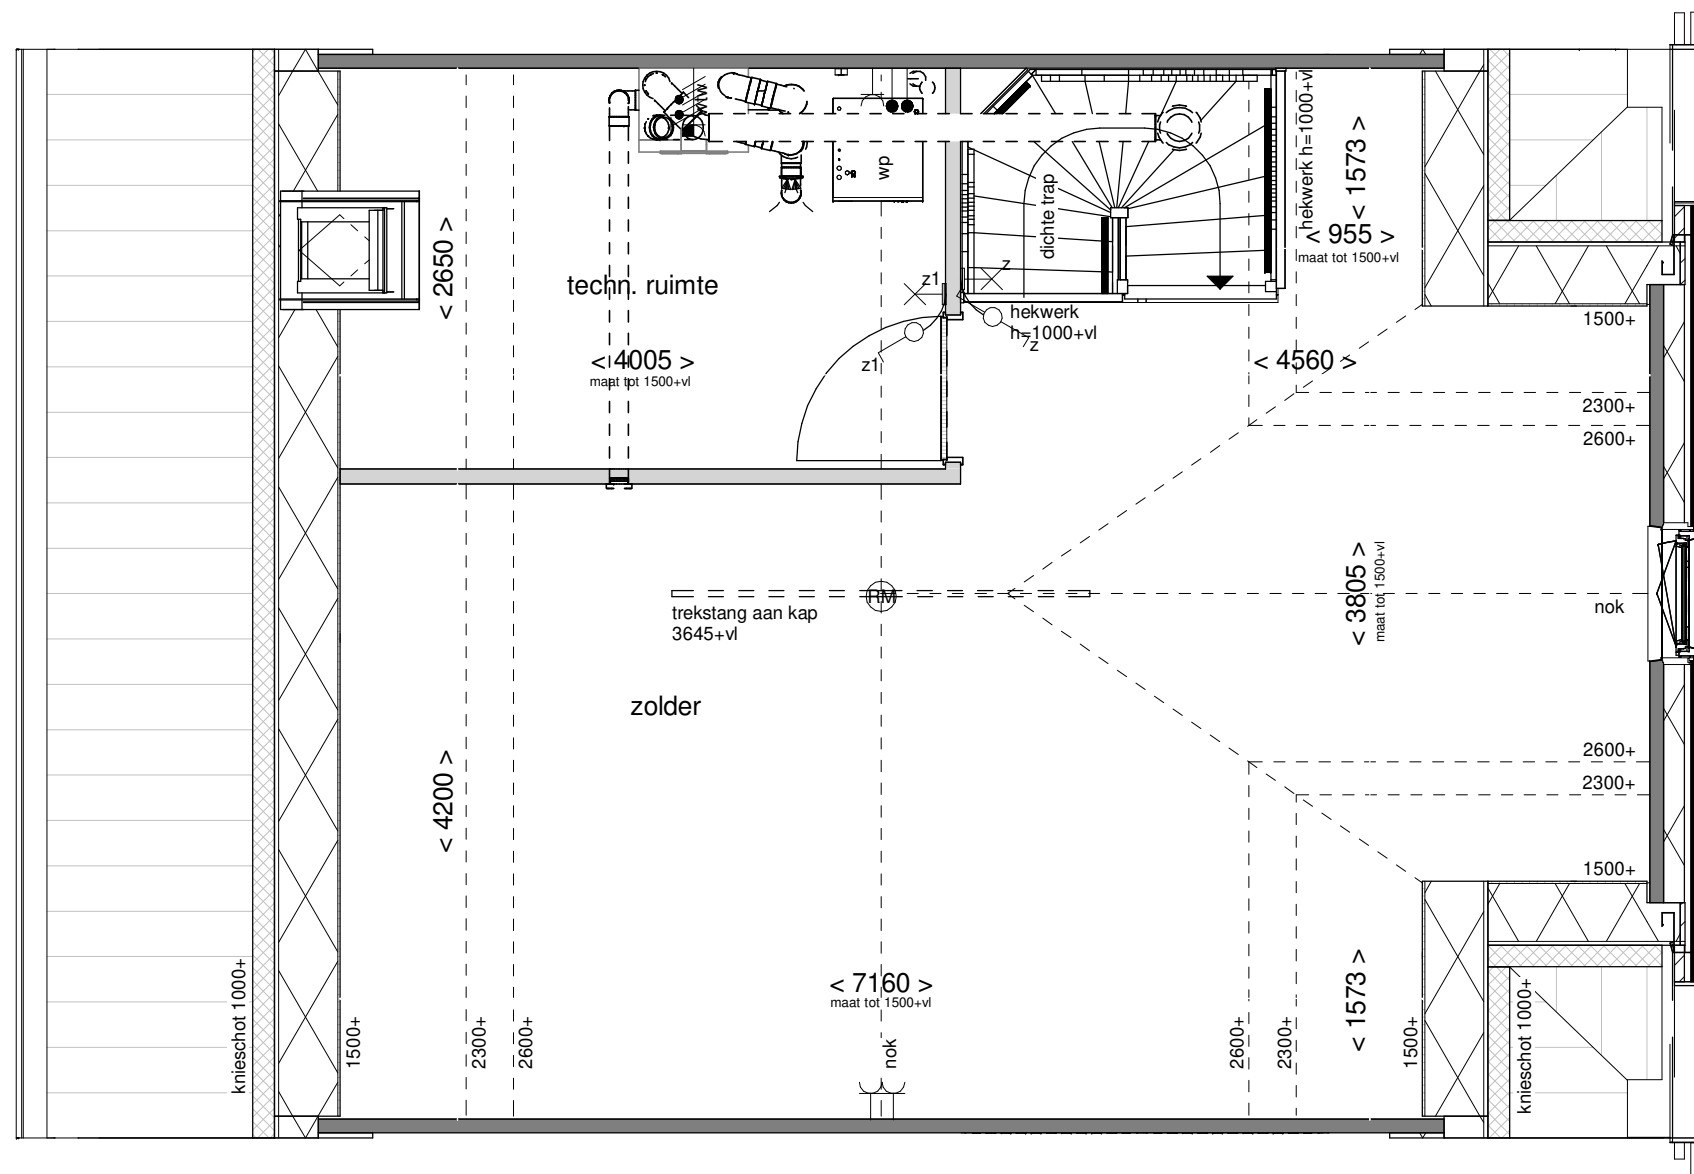 WTW
wp
dichte trap
hekwerk h=1000+vl
< 1573 >
< 955 >
maat tot 1500+vl
< 2650 >
techn. ruimte
z1
z
hekwerk
h=1000+vl
z
z1
1500+
< 4005 >
maat tot 1500+vl
< 4560 >
2300+
2600+
RM
trekstang aan kap
3645+vl
< 3805 >
maat tot 1500+vl
nok
zolder
2600+
2300+
< 4200 >
1500+
< 7160 >
maat tot 1500+vl
< 1573 >
knieschot 1000+
1500+
2300+
2600+
nok
2600+
2300+
1500+
knieschot 1000+